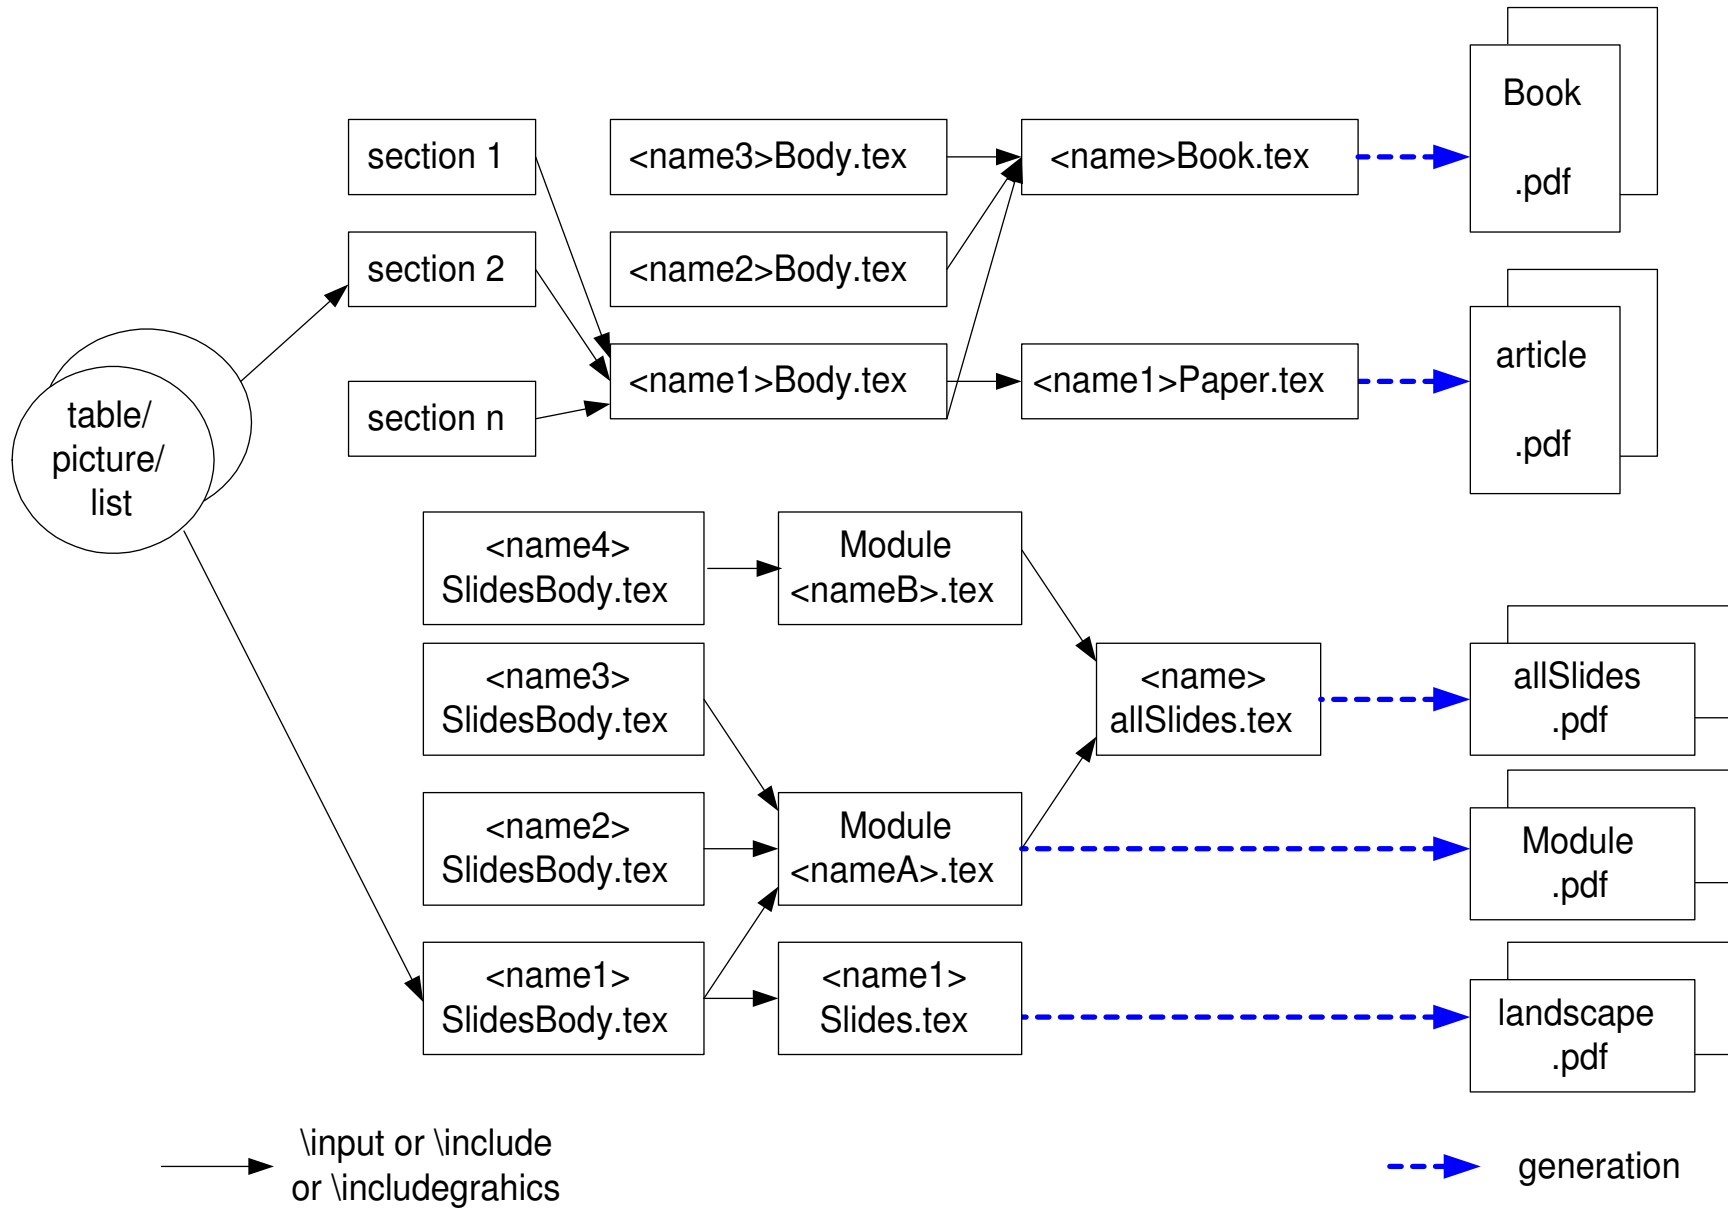 Book
.pdf
section 1
<name3>Body.tex
<name>Book.tex
section 2
<name2>Body.tex
<name1>Body.tex
<name1>Paper.tex
article
.pdf
section n
table/
picture/
list
<name4>
SlidesBody.tex
Module
<nameB>.tex
<name3>
SlidesBody.tex
<name>
allSlides.tex
allSlides
.pdf
<name2>
SlidesBody.tex
Module
<nameA>.tex
Module
.pdf
<name1>
SlidesBody.tex
<name1>
Slides.tex
landscape
.pdf
\input or \include
or \includegrahics
generation